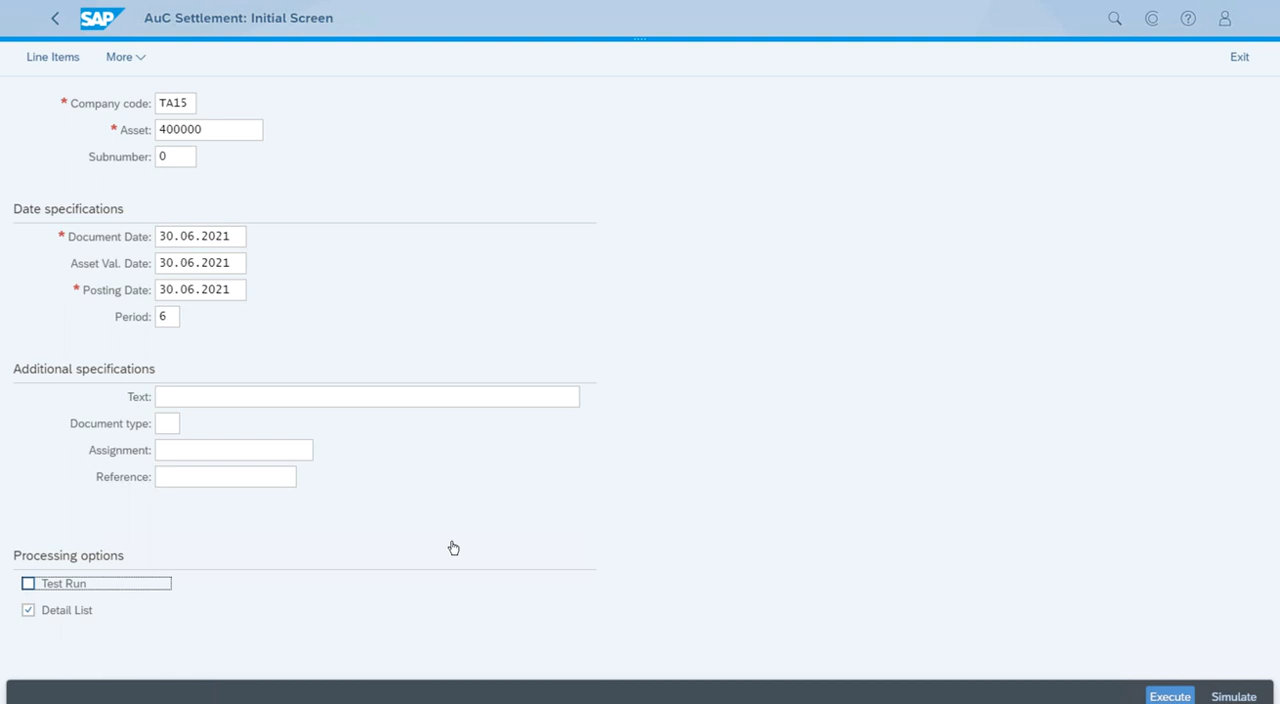 SAP AuC Settlement: Initial Screen
Line Items More Exit
* Company code: TA15
* Asset: 400000
Subnumber: 0
Date specifications
* Document Date: 30.06.2021
Asset Val. Date: 30.06.2021
* Posting Date: 30.06.2021
Period: 6
Additional specifications
Text:
Document type:
Assignment:
Reference:
Processing options
Test Run
Detail List
Execute Simulate